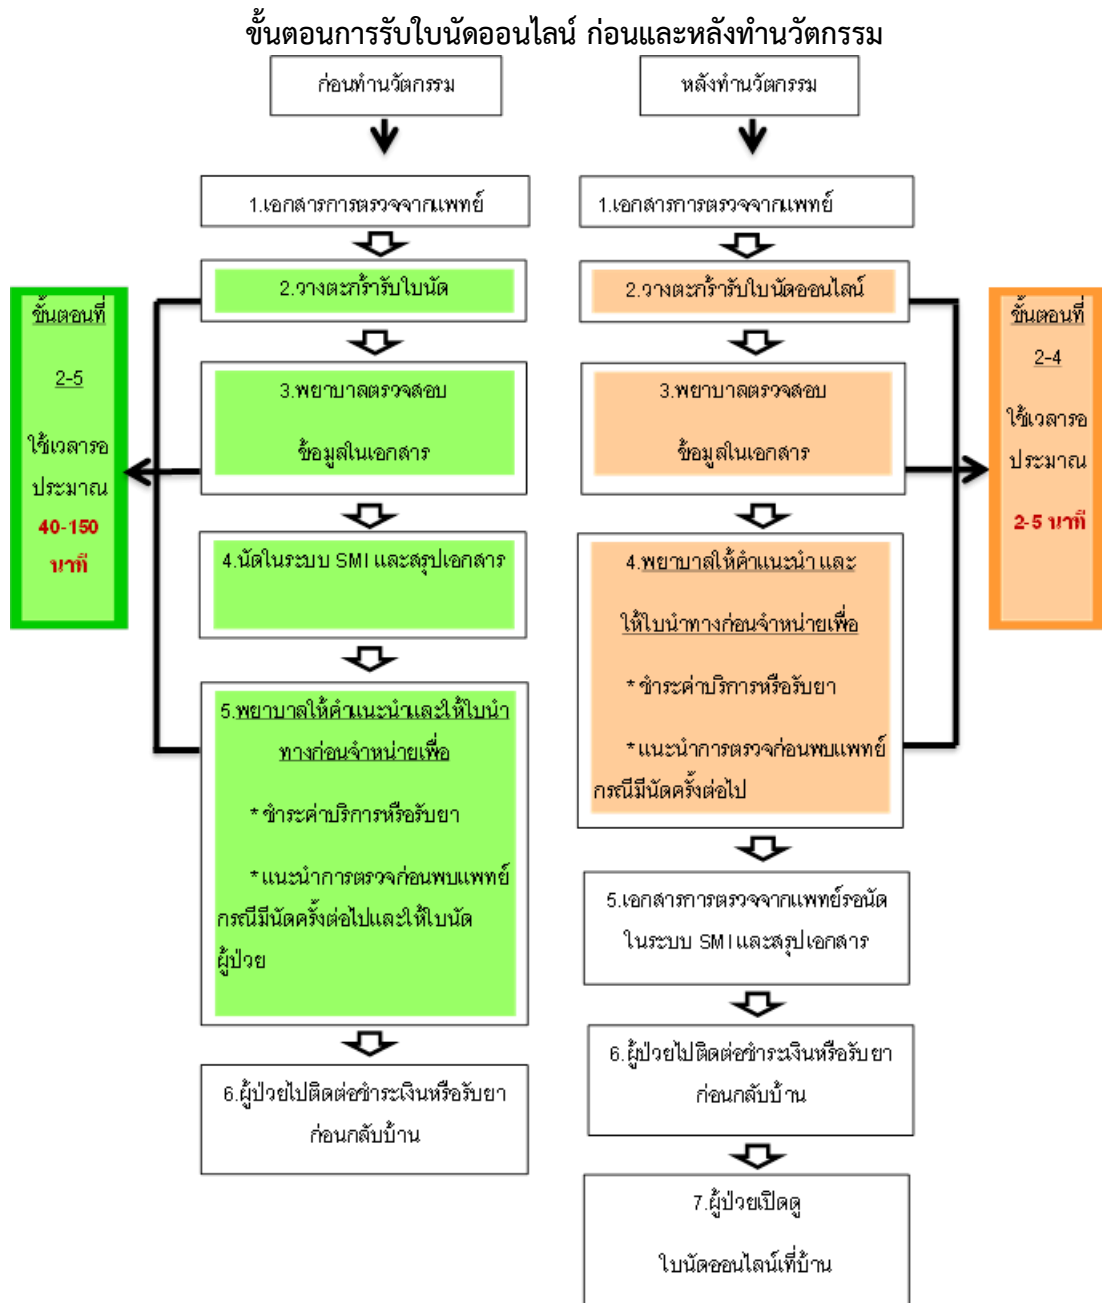 ขั้นตอนการรับใบนัดออนไลน์ ก่อนและหลังทำนวัตกรรม
ก่อนทำนวัตกรรม
1.เอกสารการตรวจจากแพทย์
2.วางตะกร้ารับใบนัด
3.พยาบาลตรวจสอบ
ข้อมูลในเอกสาร
4.นัดในระบบ SMI และสรุปเอกสาร
5.พยาบาลให้คำแนะนำและให้ใบนำ
ทางก่อนจำหน่ายเพื่อ
*ชำระค่าบริการหรือรับยา
*แนะนำการตรวจก่อนพบแพทย์
กรณีมีนัดครั้งต่อไปและให้ใบนัด
ผู้ป่วย
6.ผู้ป่วยไปติดต่อชำระเงินหรือรับยา
ก่อนกลับบ้าน
ขั้นตอนที่
2-5
ใช้เวลารอ
ประมาณ
40-150
นาที
หลังทำนวัตกรรม
1.เอกสารการตรวจจากแพทย์
2.วางตะกร้ารับใบนัดออนไลน์
3.พยาบาลตรวจสอบ
ข้อมูลในเอกสาร
4.พยาบาลให้คำแนะนำ และ
ให้ใบนำทางก่อนจำหน่ายเพื่อ
*ชำระค่าบริการหรือรับยา
*แนะนำการตรวจก่อนพบแพทย์
กรณีมีนัดครั้งต่อไป
5.เอกสารการตรวจจากแพทย์รอนัด
ในระบบ SMI และสรุปเอกสาร
6.ผู้ป่วยไปติดต่อชำระเงินหรือรับยา
ก่อนกลับบ้าน
7.ผู้ป่วยเปิดดู
ใบนัดออนไลน์เที่บ้าน
ขั้นตอนที่
2-4
ใช้เวลารอ
ประมาณ
2-5 นาที